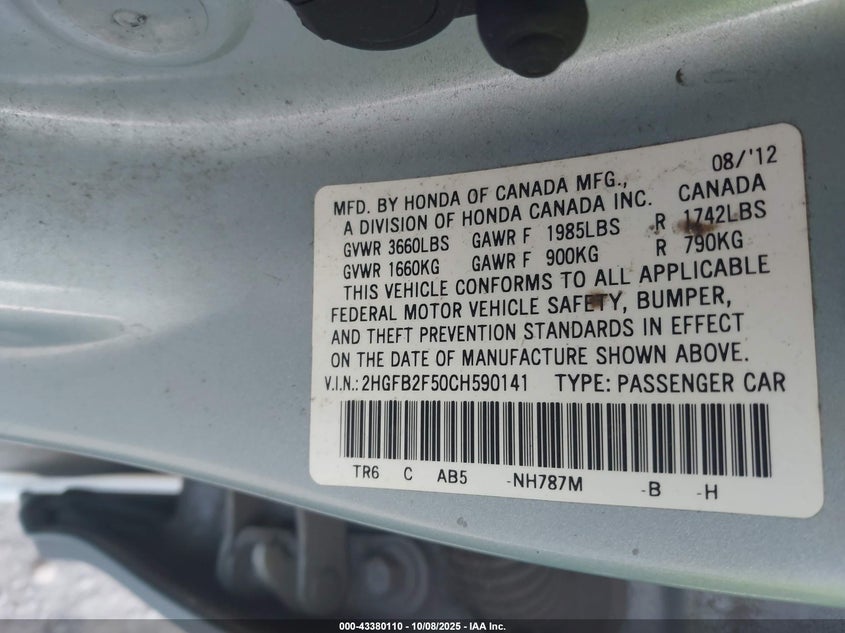 08/'12
MFD. BY HONDA OF CANADA MFG., CANADA
A DIVISION OF HONDA CANADA INC.
GVWR 3660LBS GAWR F 1985LBS R 1742LBS
GVWR 1660KG GAWR F 900KG R 790KG
THIS VEHICLE CONFORMS TO ALL APPLICABLE
FEDERAL MOTOR VEHICLE SAFETY, BUMPER,
AND THEFT PREVENTION STANDARDS IN EFFECT
ON THE DATE OF MANUFACTURE SHOWN ABOVE.
V.I.N.: 2HGFB2F50CH590141 TYPE: PASSENGER CAR
TR6 C AB5 -NH787M -B -H
000-43380110 - 10/08/2025 - IAA Inc.